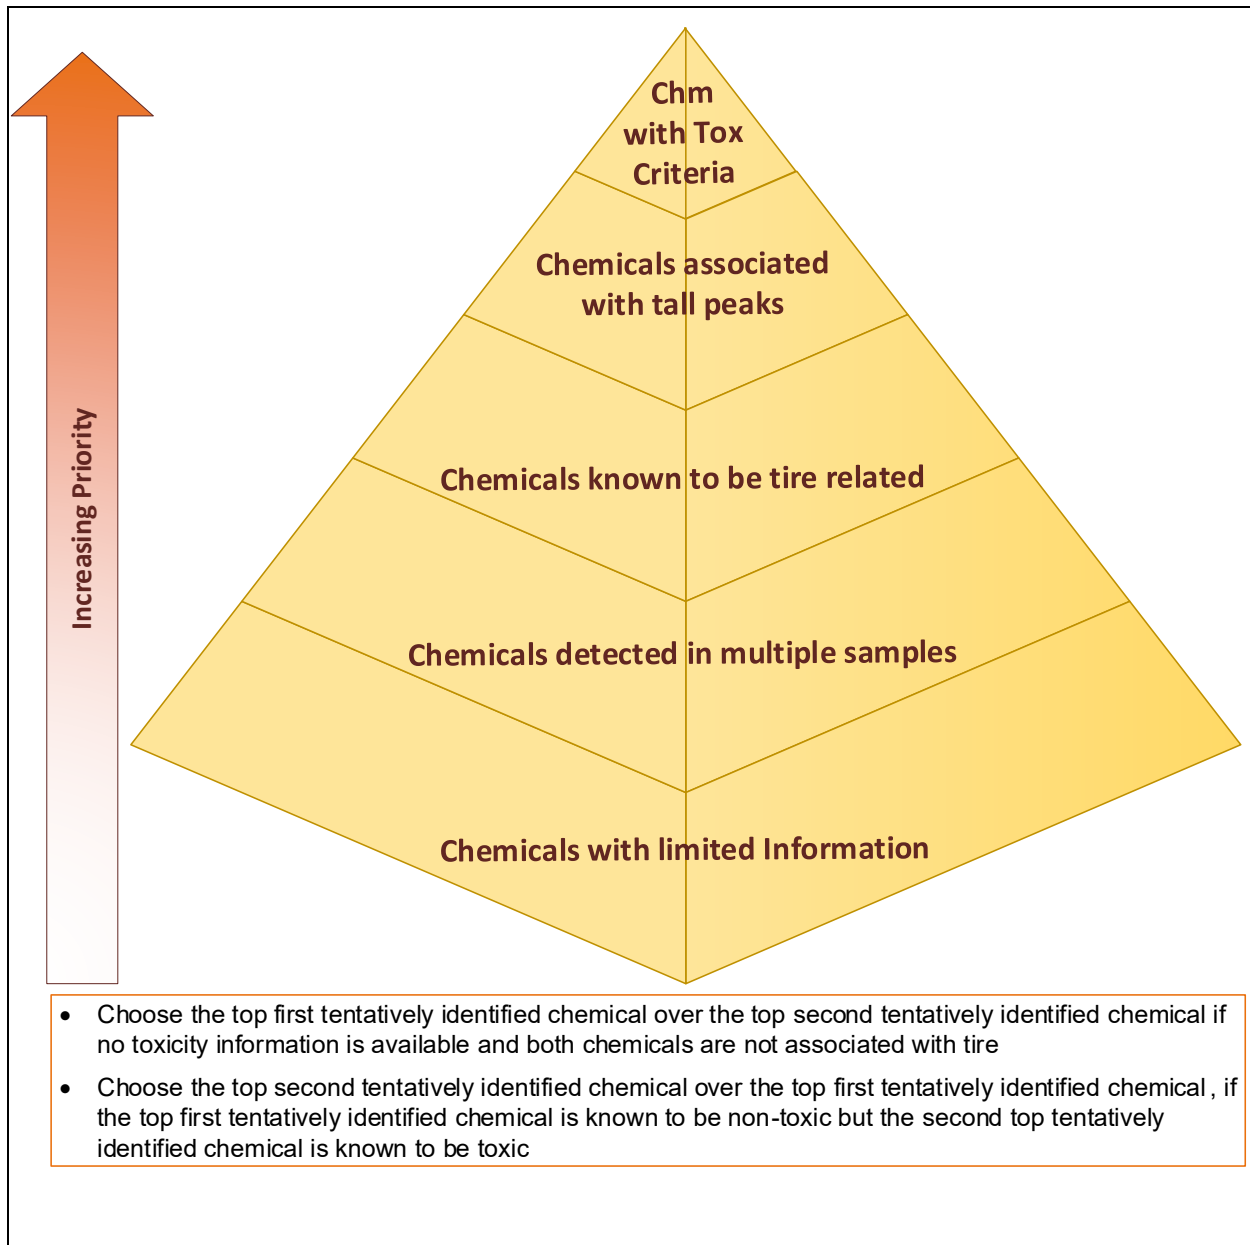 Chm
with Tox
Criteria
Chemicals associated
with tall peaks
Chemicals known to be tire related
Chemicals detected in multiple samples
Chemicals with limited Information
Increasing Priority
• Choose the top first tentatively identified chemical over the top second tentatively identified chemical if
no toxicity information is available and both chemicals are not associated with tire
• Choose the top second tentatively identified chemical over the top first tentatively identified chemical , if
the top first tentatively identified chemical is known to be non-toxic but the second top tentatively
identified chemical is known to be toxic